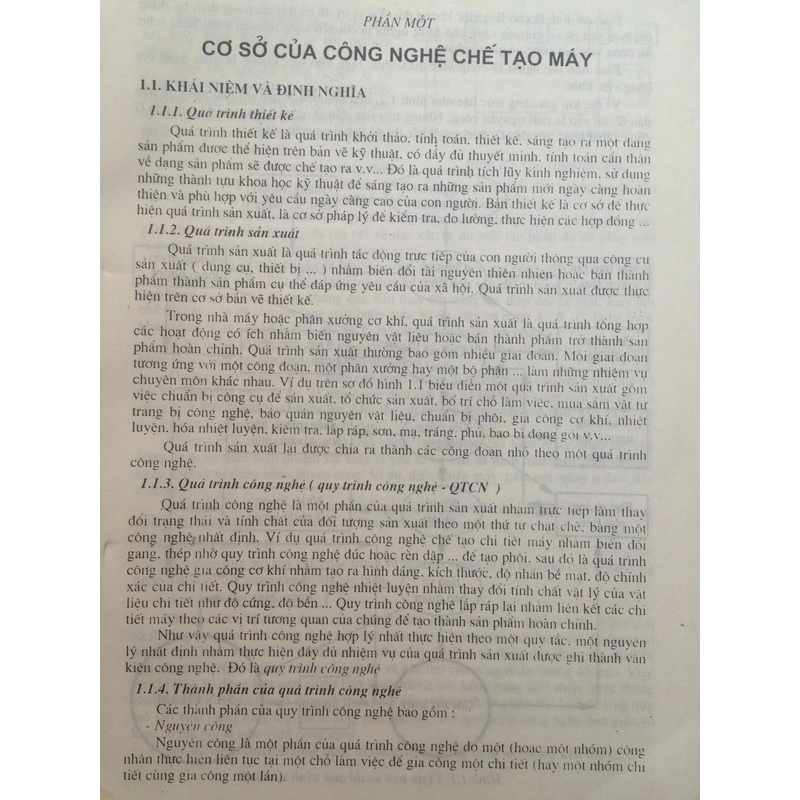 PHẦN MỘT
CƠ SỞ CỦA CÔNG NGHỆ CHẾ TẠO MÁY
1.1. KHÁI NIỆM VÀ ĐỊNH NGHĨA
1.1.1. Quá trình thiết kế
Quá trình thiết kế là quá trình khởi thảo, tính toán, thiết kế, sáng tạo ra một dạng
sản phẩm được thể hiện trên bản vẽ kỹ thuật, có đầy đủ thuyết minh, tính toán cẩn thận
về dạng sản phẩm sẽ được chế tạo ra v.v... Đó là quá trình tích lũy kinh nghiệm, sử dụng
những thành tựu khoa học kỹ thuật để sáng tạo ra những sản phẩm mới ngày càng hoàn
thiện và phù hợp với yêu cầu ngày càng cao của con người. Bản thiết kế là cơ sở để thực
hiện quá trình sản xuất, là cơ sở pháp lý để kiểm tra, đo lường, thực hiện các hợp đồng ...
1.1.2. Quá trình sản xuất
Quá trình sản xuất là quá trình tác động trực tiếp của con người thông qua công cụ
sản xuất ( dụng cụ, thiết bị ... ) nhằm biến đổi tài nguyên thiên nhiên hoặc bán thành
phẩm thành sản phẩm cụ thể đáp ứng yêu cầu của xã hội. Quá trình sản xuất được thực
hiện trên cơ sở bản vẽ thiết kế.
Trong nhà máy hoặc phân xưởng cơ khí, quá trình sản xuất là quá trình tổng hợp
các hoạt động có ích nhằm biến nguyên vật liệu hoặc bán thành phẩm trở thành sản
phẩm hoàn chỉnh. Quá trình sản xuất thường bao gồm nhiều giai đoạn. Mỗi giai đoạn
tương ứng với một công đoạn, một phân xưởng hay một bộ phận ... làm những nhiệm vụ
chuyên môn khác nhau. Ví dụ trên sơ đồ hình 1.1 biểu diễn một quá trình sản xuất gồm
việc chuẩn bị công cụ để sản xuất, tổ chức sản xuất, bố trí chỗ làm việc, mua sắm vật tư
trang bị công nghệ, bảo quản nguyên vật liệu, chuẩn bị phôi, gia công cơ khí, nhiệt
luyện, hóa nhiệt luyện, kiểm tra, lắp ráp, sơn, mạ, tráng, phủ, bao bì đóng gói v.v...
Quá trình sản xuất lại được chia ra thành các công đoạn nhỏ theo một quá trình
công nghệ.
1.1.3. Quá trình công nghệ ( quy trình công nghệ - QTCN )
Quá trình công nghệ là một phần của quá trình sản xuất nhằm trực tiếp làm thay
đổi trạng thái và tính chất của đối tượng sản xuất theo một thứ tự chặt chẽ, bằng một
công nghệ nhất định. Ví dụ quá trình công nghệ chế tạo chi tiết máy nhằm biến đổi
gang, thép nhờ quy trình công nghệ đúc hoặc rèn dập ... để tạo phôi, sau đó là quá trình
công nghệ gia công cơ khí nhằm tạo ra hình dáng, kích thước, độ nhẵn bề mặt, độ chính
xác của chi tiết. Quy trình công nghệ nhiệt luyện nhằm thay đổi tính chất vật lý của vật
liệu chi tiết như độ cứng, độ bền ... Quy trình công nghệ lắp ráp lại nhằm liên kết các chi
tiết máy theo các vị trí tương quan của chúng để tạo thành sản phẩm hoàn chỉnh.
Như vậy quá trình công nghệ hợp lý nhất thực hiện theo một quy tắc, một nguyên
lý nhất định nhằm thực hiện đầy đủ nhiệm vụ của quá trình sản xuất được ghi thành văn
kiện công nghệ. Đó là quy trình công nghệ
1.1.4. Thành phần của quá trình công nghệ
Các thành phần của quy trình công nghệ bao gồm :
- Nguyên công
Nguyên công là một phần của quá trình công nghệ do một (hoặc một nhóm) công
nhân thực hiện liên tục tại một chỗ làm việc để gia công một chi tiết (hay một nhóm chi
tiết cùng gia công một lần).